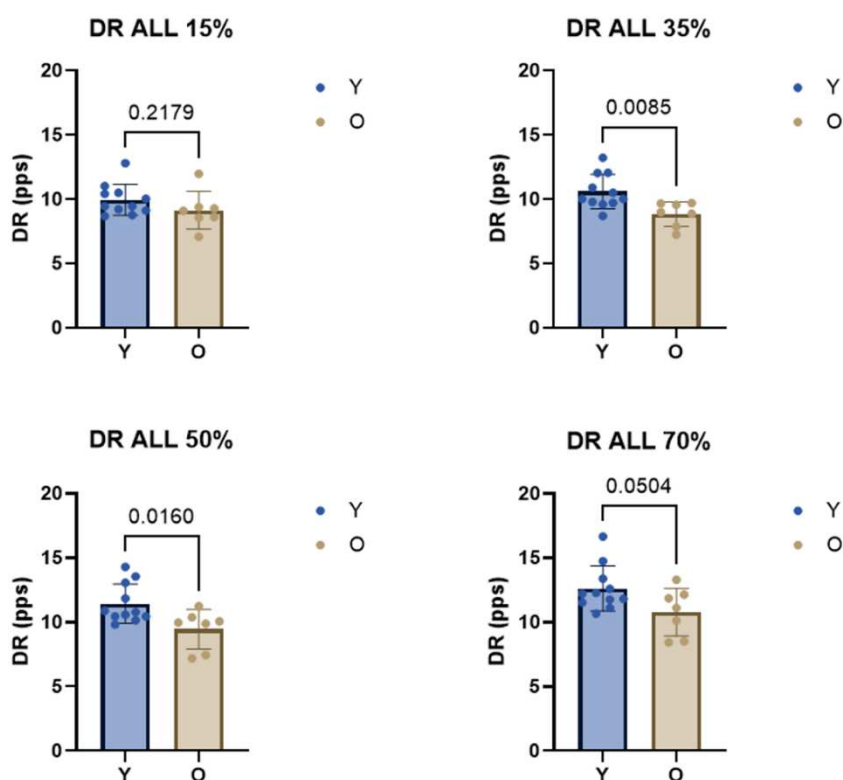 DR ALL 15%
20
15
10
5
0
DR (pps)
0.2179
Y
O
Y
O
DR ALL 35%
20
15
10
5
0
DR (pps)
0.0085
Y
O
Y
O
DR ALL 50%
20
15
10
5
0
DR (pps)
0.0160
Y
O
Y
O
DR ALL 70%
20
15
10
5
0
DR (pps)
0.0504
Y
O
Y
O